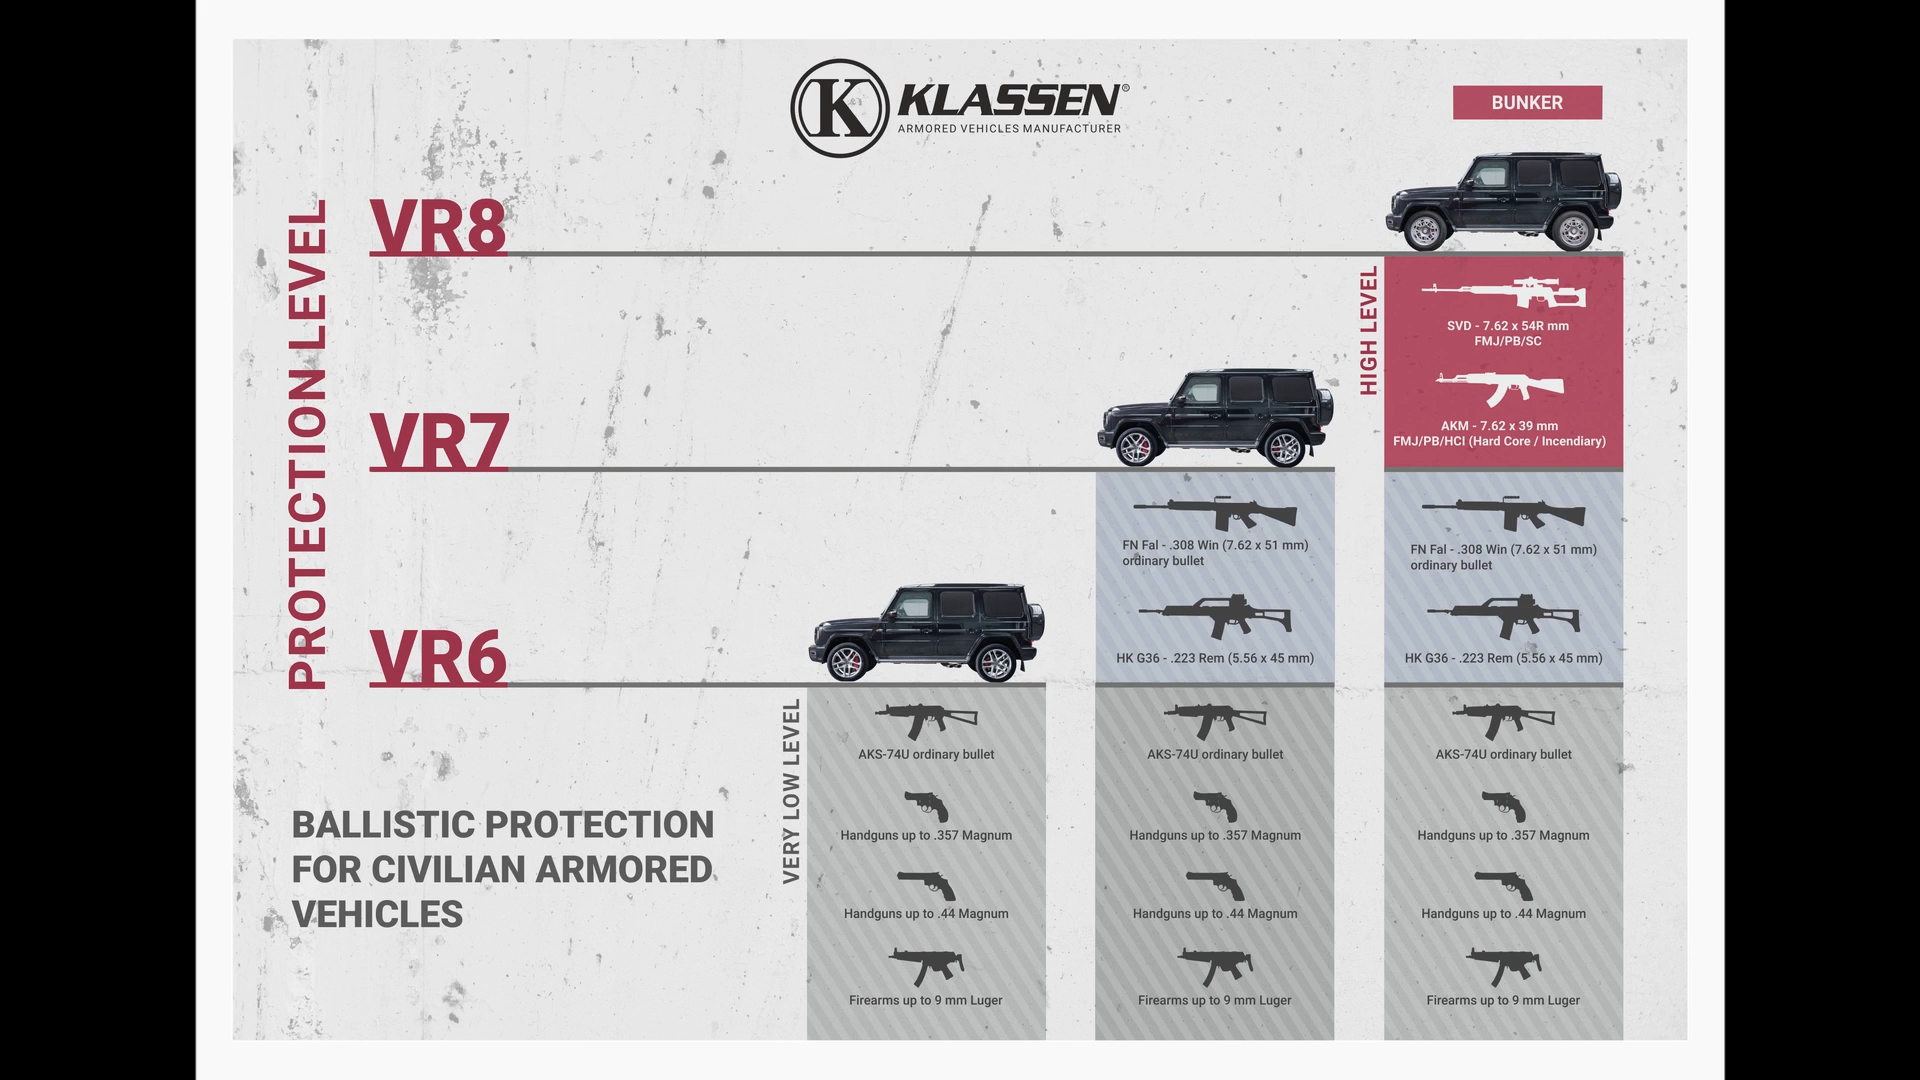 K
KLASSEN®
ARMORED VEHICLES MANUFACTURER
BUNKER
PROTECTION LEVEL
VR8
VR7
VR6
HIGH LEVEL
SVD - 7.62 x 54R mm
FMJ/PB/SC
AKM - 7.62 x 39 mm
FMJ/PB/HCI (Hard Core / Incendiary)
FN Fal - .308 Win (7.62 x 51 mm)
ordinary bullet
HK G36 - .223 Rem (5.56 x 45 mm)
FN Fal - .308 Win (7.62 x 51 mm)
ordinary bullet
HK G36 - .223 Rem (5.56 x 45 mm)
BALLISTIC PROTECTION
FOR CIVILIAN ARMORED
VEHICLES
VERY LOW LEVEL
AKS-74U ordinary bullet
Handguns up to .357 Magnum
Handguns up to .44 Magnum
Firearms up to 9 mm Luger
AKS-74U ordinary bullet
Handguns up to .357 Magnum
Handguns up to .44 Magnum
Firearms up to 9 mm Luger
AKS-74U ordinary bullet
Handguns up to .357 Magnum
Handguns up to .44 Magnum
Firearms up to 9 mm Luger